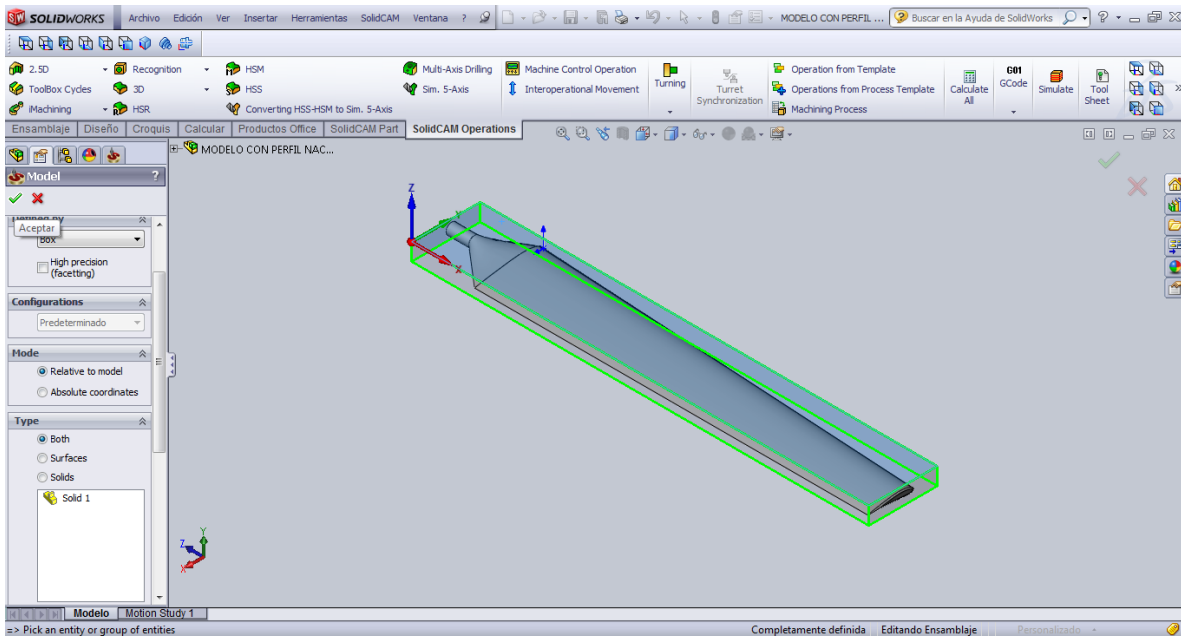 SOLIDWORKS Archivo Edición Ver Insertar Herramientas SolidCAM Ventana ? MODELO CON PERFIL ... Buscar en la Ayuda de SolidWorks ?
2.5D Recognition HSM Multi-Axis Drilling Machine Control Operation Operation from Template
ToolBox Cycles 3D HSS Sim. 5-Axis Interoperational Movement Operations from Process Template
iMachining HSR Converting HSS-HSM to Sim. 5-Axis Machining Process
Turning
Turret
Synchronization
Calculate
All
G01
GCode
Simulate
Tool
Sheet
Ensamblaje Diseño Croquis Calcular Productos Office SolidCAM Part SolidCAM Operations
MODELO CON PERFIL NAC...
Model ?
Defined by
Aceptar
Box
High precision
(facetting)
Configurations
Predeterminado
Mode
Relative to model
Absolute coordinates
Type
Both
Surfaces
Solids
Solid 1
Z
Y
X
Y
Z
X
Modelo Motion Study 1
=> Pick an entity or group of entities Completamente definida Editando Ensamblaje Personalizado